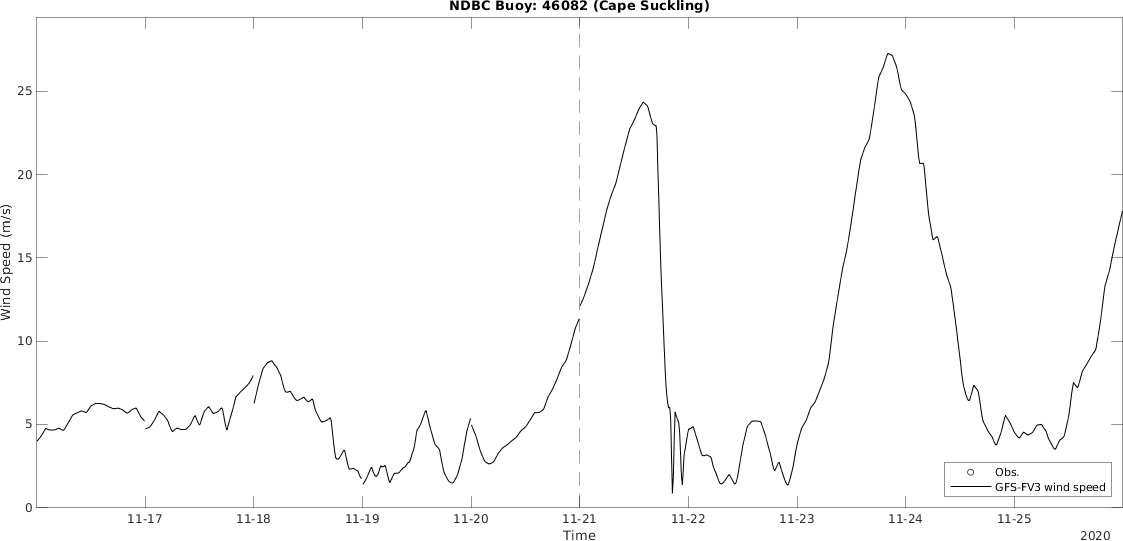 NDBC Buoy: 46082 (Cape Suckling)
25
20
15
10
5
0
Wind Speed (m/s)
11-17 11-18 11-19 11-20 11-21 11-22 11-23 11-24 11-25
Time
2020
Obs.
GFS-FV3 wind speed